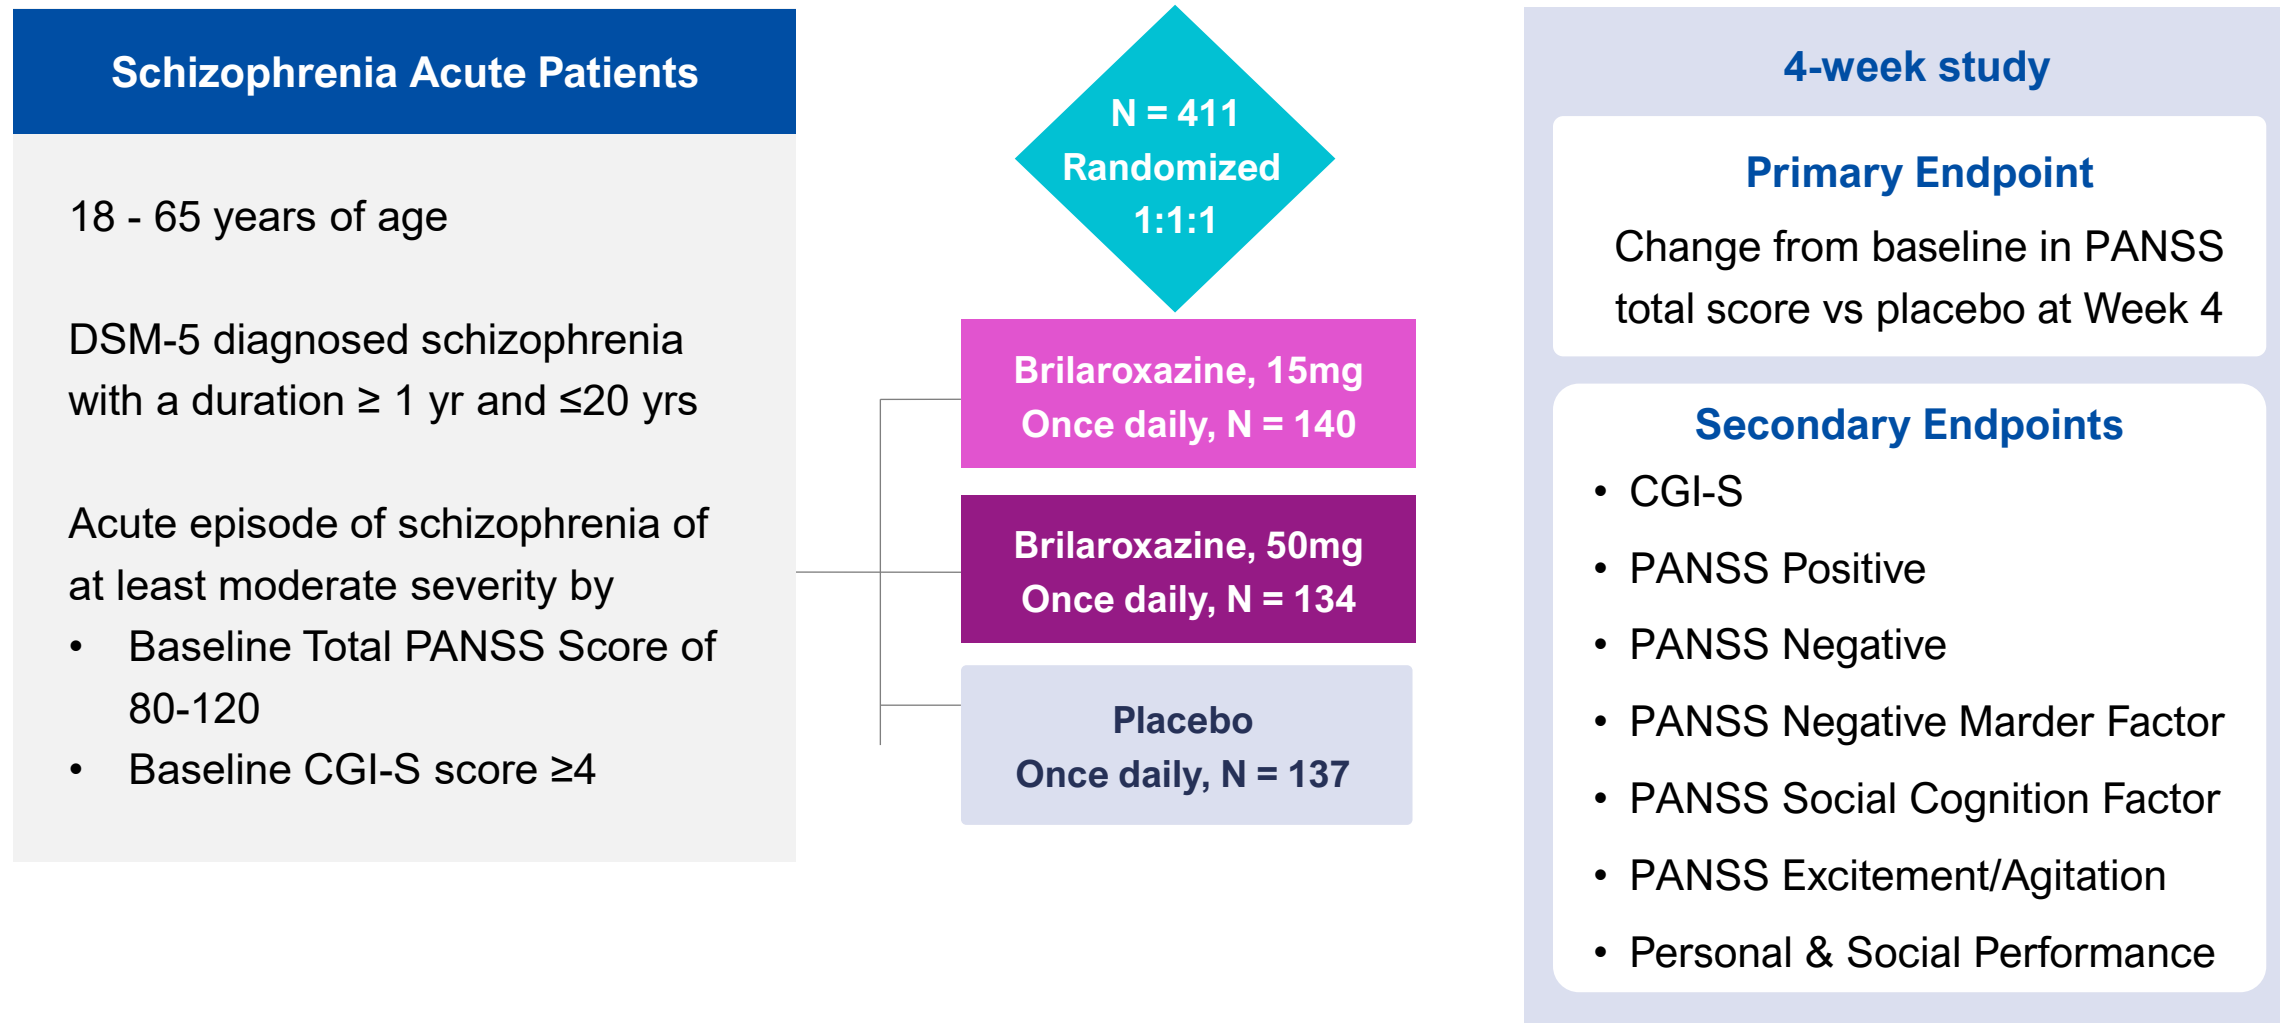 Schizophrenia Acute Patients
18 - 65 years of age
DSM-5 diagnosed schizophrenia
with a duration ≥ 1 yr and ≤20 yrs
Acute episode of schizophrenia of
at least moderate severity by
• Baseline Total PANSS Score of
80-120
• Baseline CGI-S score ≥4
N = 411
Randomized
1:1:1
Brilaroxazine, 15mg
Once daily, N = 140
Brilaroxazine, 50mg
Once daily, N = 134
Placebo
Once daily, N = 137
4-week study
Primary Endpoint
Change from baseline in PANSS
total score vs placebo at Week 4
Secondary Endpoints
• CGI-S
• PANSS Positive
• PANSS Negative
• PANSS Negative Marder Factor
• PANSS Social Cognition Factor
• PANSS Excitement/Agitation
• Personal & Social Performance